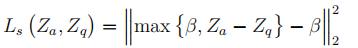 L_s (Z_a, Z_q) = ‖max {β, Z_a − Z_q} − β‖_2^2